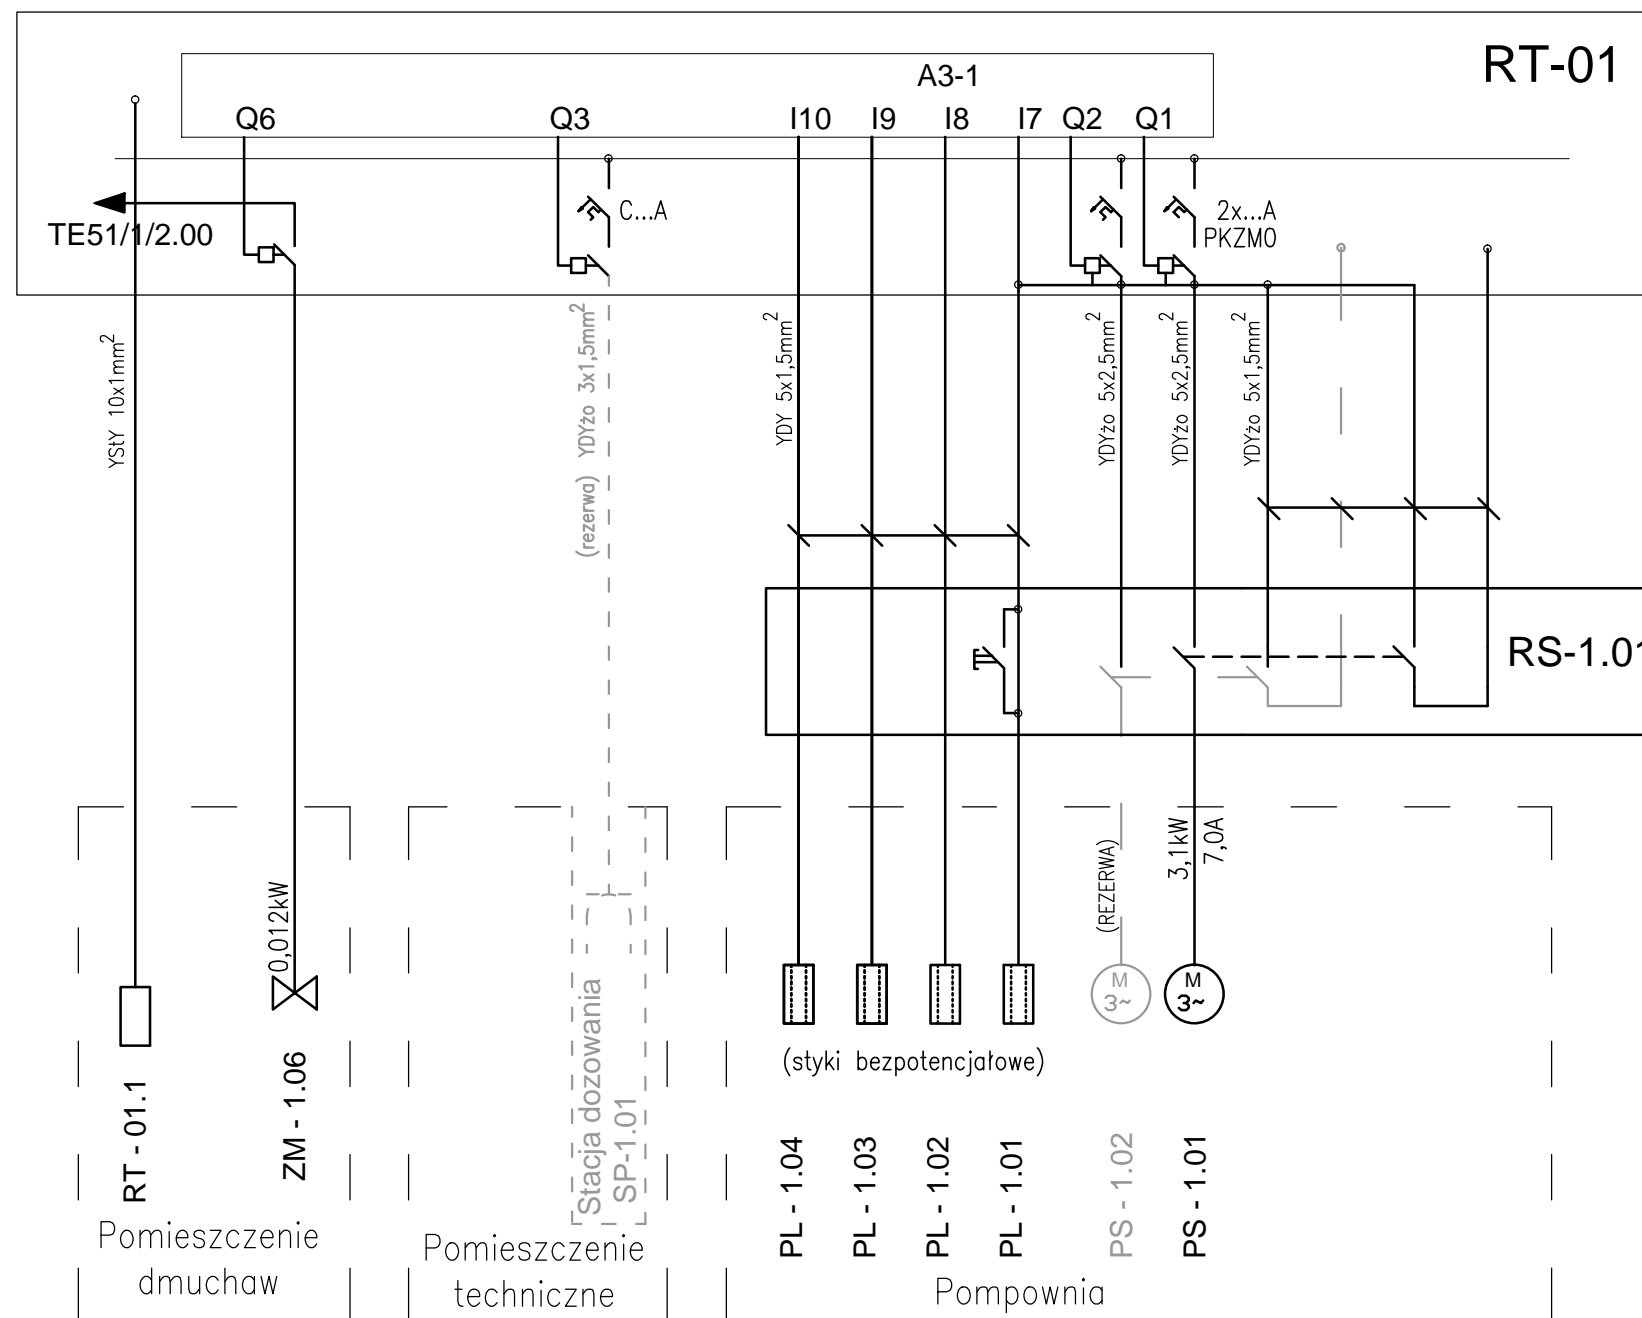 RT-01
A3-1
Q6
Q3
I10
I9
I8
I7
Q2
Q1
TE51/1/2.00
C...A
2x...A
PKZM0
YStY 10x1mm²
(rezerwa) YDYżo 3x1,5mm²
YDY 5x1,5mm²
YDYżo 5x2,5mm²
YDYżo 5x2,5mm²
YDYżo 5x1,5mm²
RS-1.01
0,012kW
(REZERWA)
3,1kW
7,0A
M
3~
M
3~
(styki bezpotencjałowe)
RT - 01.1
ZM - 1.06
Stacja dozowania
SP-1.01
PL - 1.04
PL - 1.03
PL - 1.02
PL - 1.01
PS - 1.02
PS - 1.01
Pomieszczenie
dmuchaw
Pomieszczenie
techniczne
Pompownia